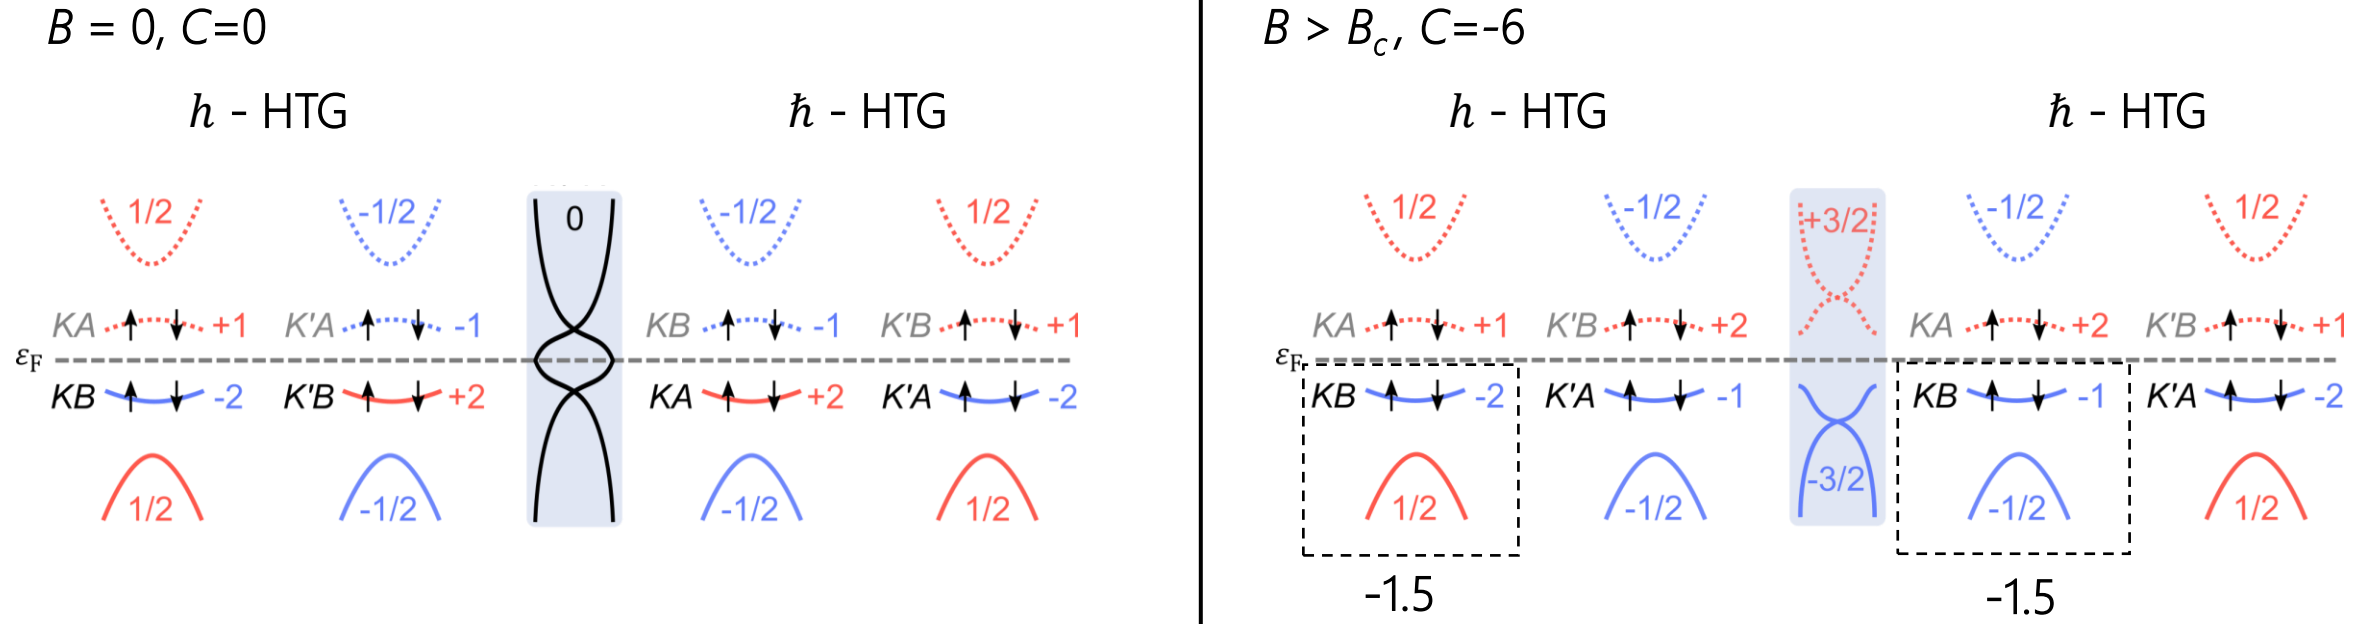 B = 0, C=0
h - HTG
ħ - HTG
1/2
-1/2
0
-1/2
1/2
KA
+1
K'A
-1
KB
-1
K'B
+1
εF
KB
-2
K'B
+2
KA
+2
K'A
-2
1/2
-1/2
-1/2
1/2
B > Bc, C=-6
h - HTG
ħ - HTG
1/2
-1/2
+3/2
-1/2
1/2
KA
+1
K'B
+2
KA
+2
K'B
+1
εF
KB
-2
K'A
-1
KB
-1
K'A
-2
1/2
-1/2
-3/2
-1/2
1/2
-1.5
-1.5